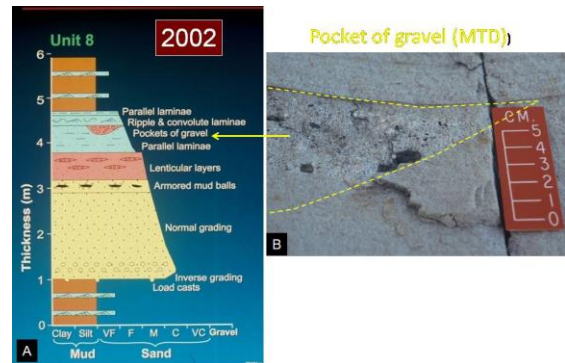 Unit 8
2002
Thickness (m)
6
5
4
3
2
1
0
Parallel laminae
Ripple & convolute laminae
Pockets of gravel
Parallel laminae
Lenticular layers
Armored mud balls
Normal grading
Inverse grading
Load casts
Clay Silt VF F M C VC Gravel
Mud Sand
A
Pocket of gravel (MTD))
CM.
5
4
3
2
1
0
B